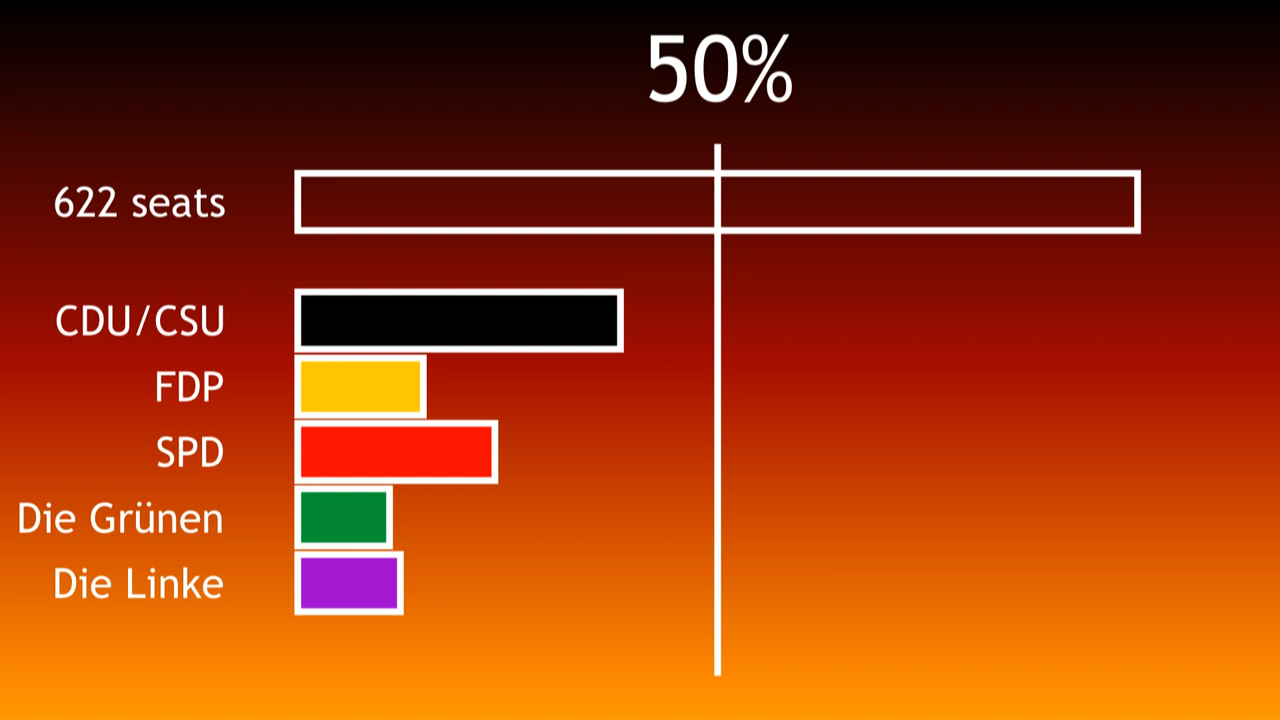 50%
622 seats
CDU/CSU
FDP
SPD
Die Grünen
Die Linke